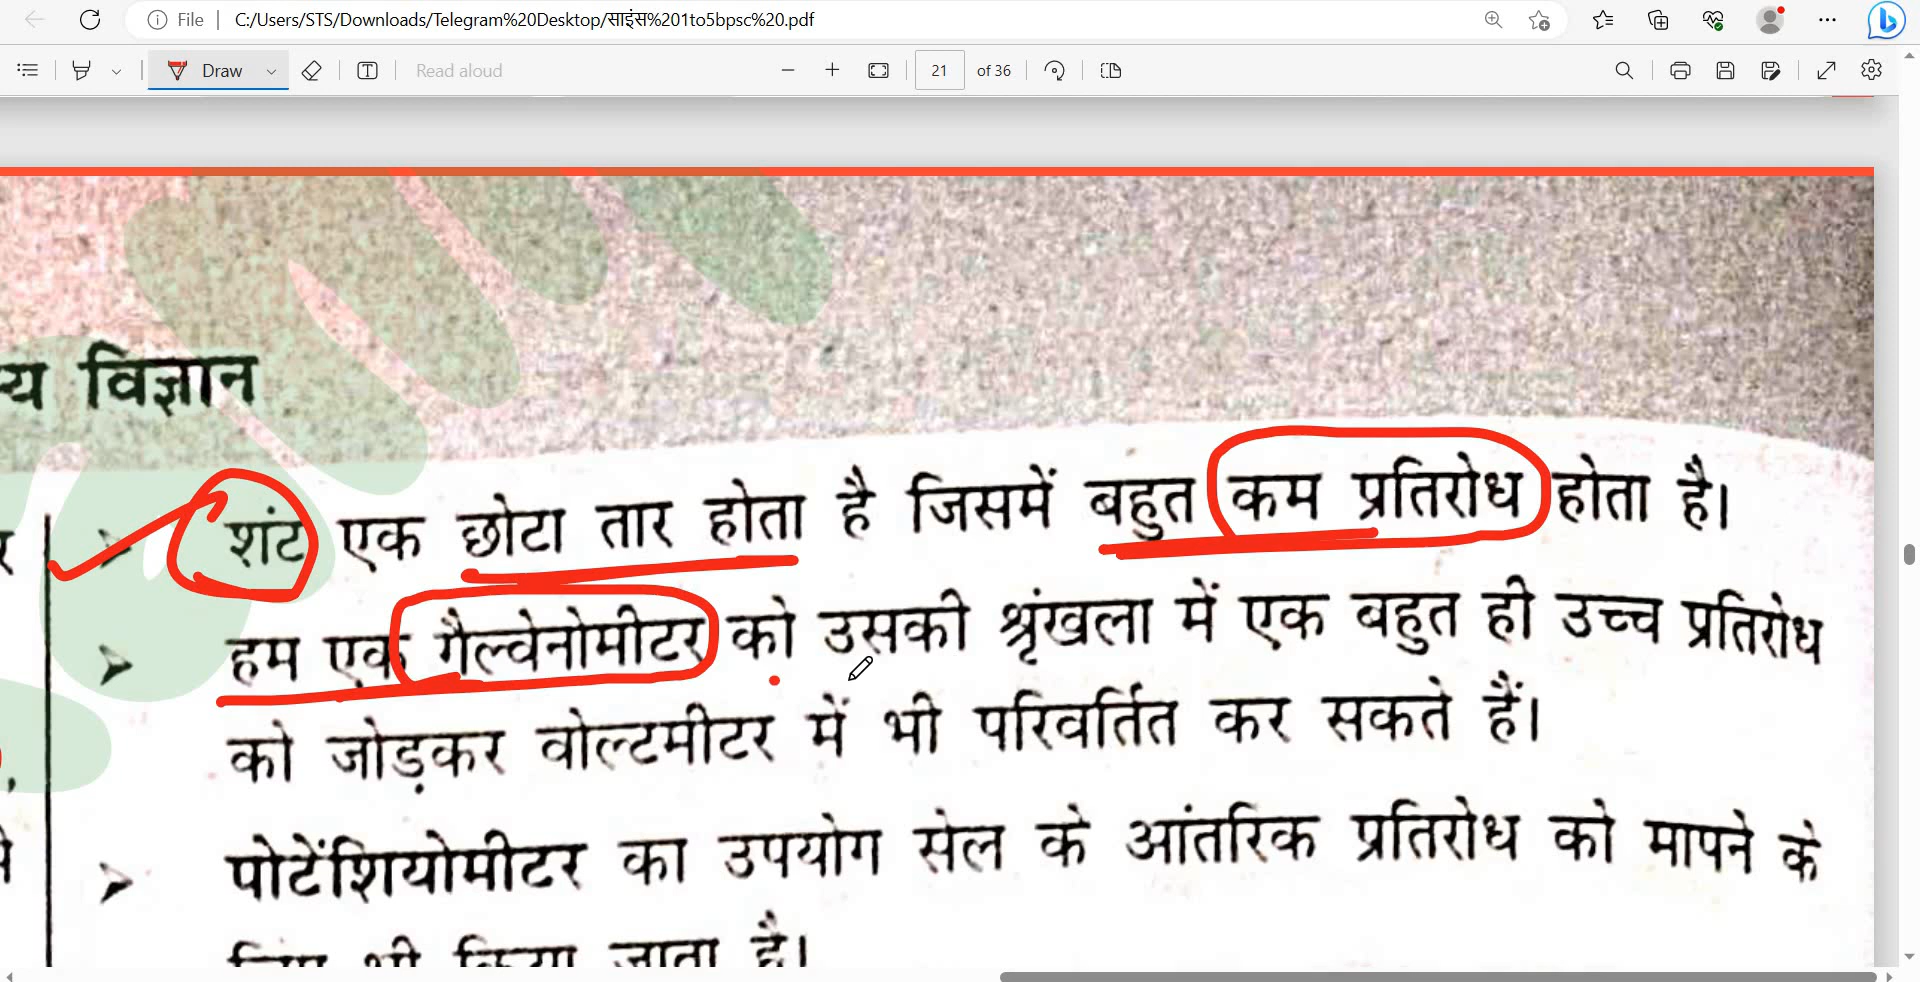 File C:/Users/STS/Downloads/Telegram%20Desktop/साइंस%201to5bpsc%20.pdf
Draw Read aloud 21 of 36
य विज्ञान
शंट एक छोटा तार होता है जिसमें बहुत कम प्रतिरोध होता है।
हम एक गैल्वेनोमीटर को उसकी श्रृंखला में एक बहुत ही उच्च प्रतिरोध
को जोड़कर वोल्टमीटर में भी परिवर्तित कर सकते हैं।
पोटेंशियोमीटर का उपयोग सेल के आंतरिक प्रतिरोध को मापने के
लिए भी किया जाता है।